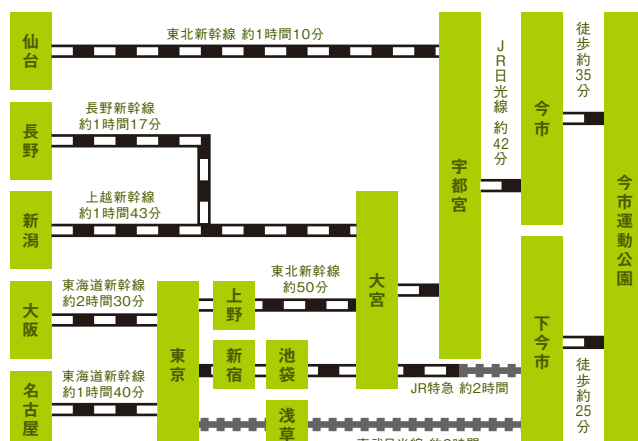 仙台
東北新幹線 約1時間10分
長野
長野新幹線
約1時間17分
新潟
上越新幹線
約1時間43分
大阪
東海道新幹線
約2時間30分
名古屋
東海道新幹線
約1時間40分
東京
上野
東北新幹線
約50分
新宿
池袋
浅草
大宮
宇都宮
JR日光線 約42分
JR特急 約2時間
今市
下今市
徒歩約35分
徒歩約25分
今市運動公園